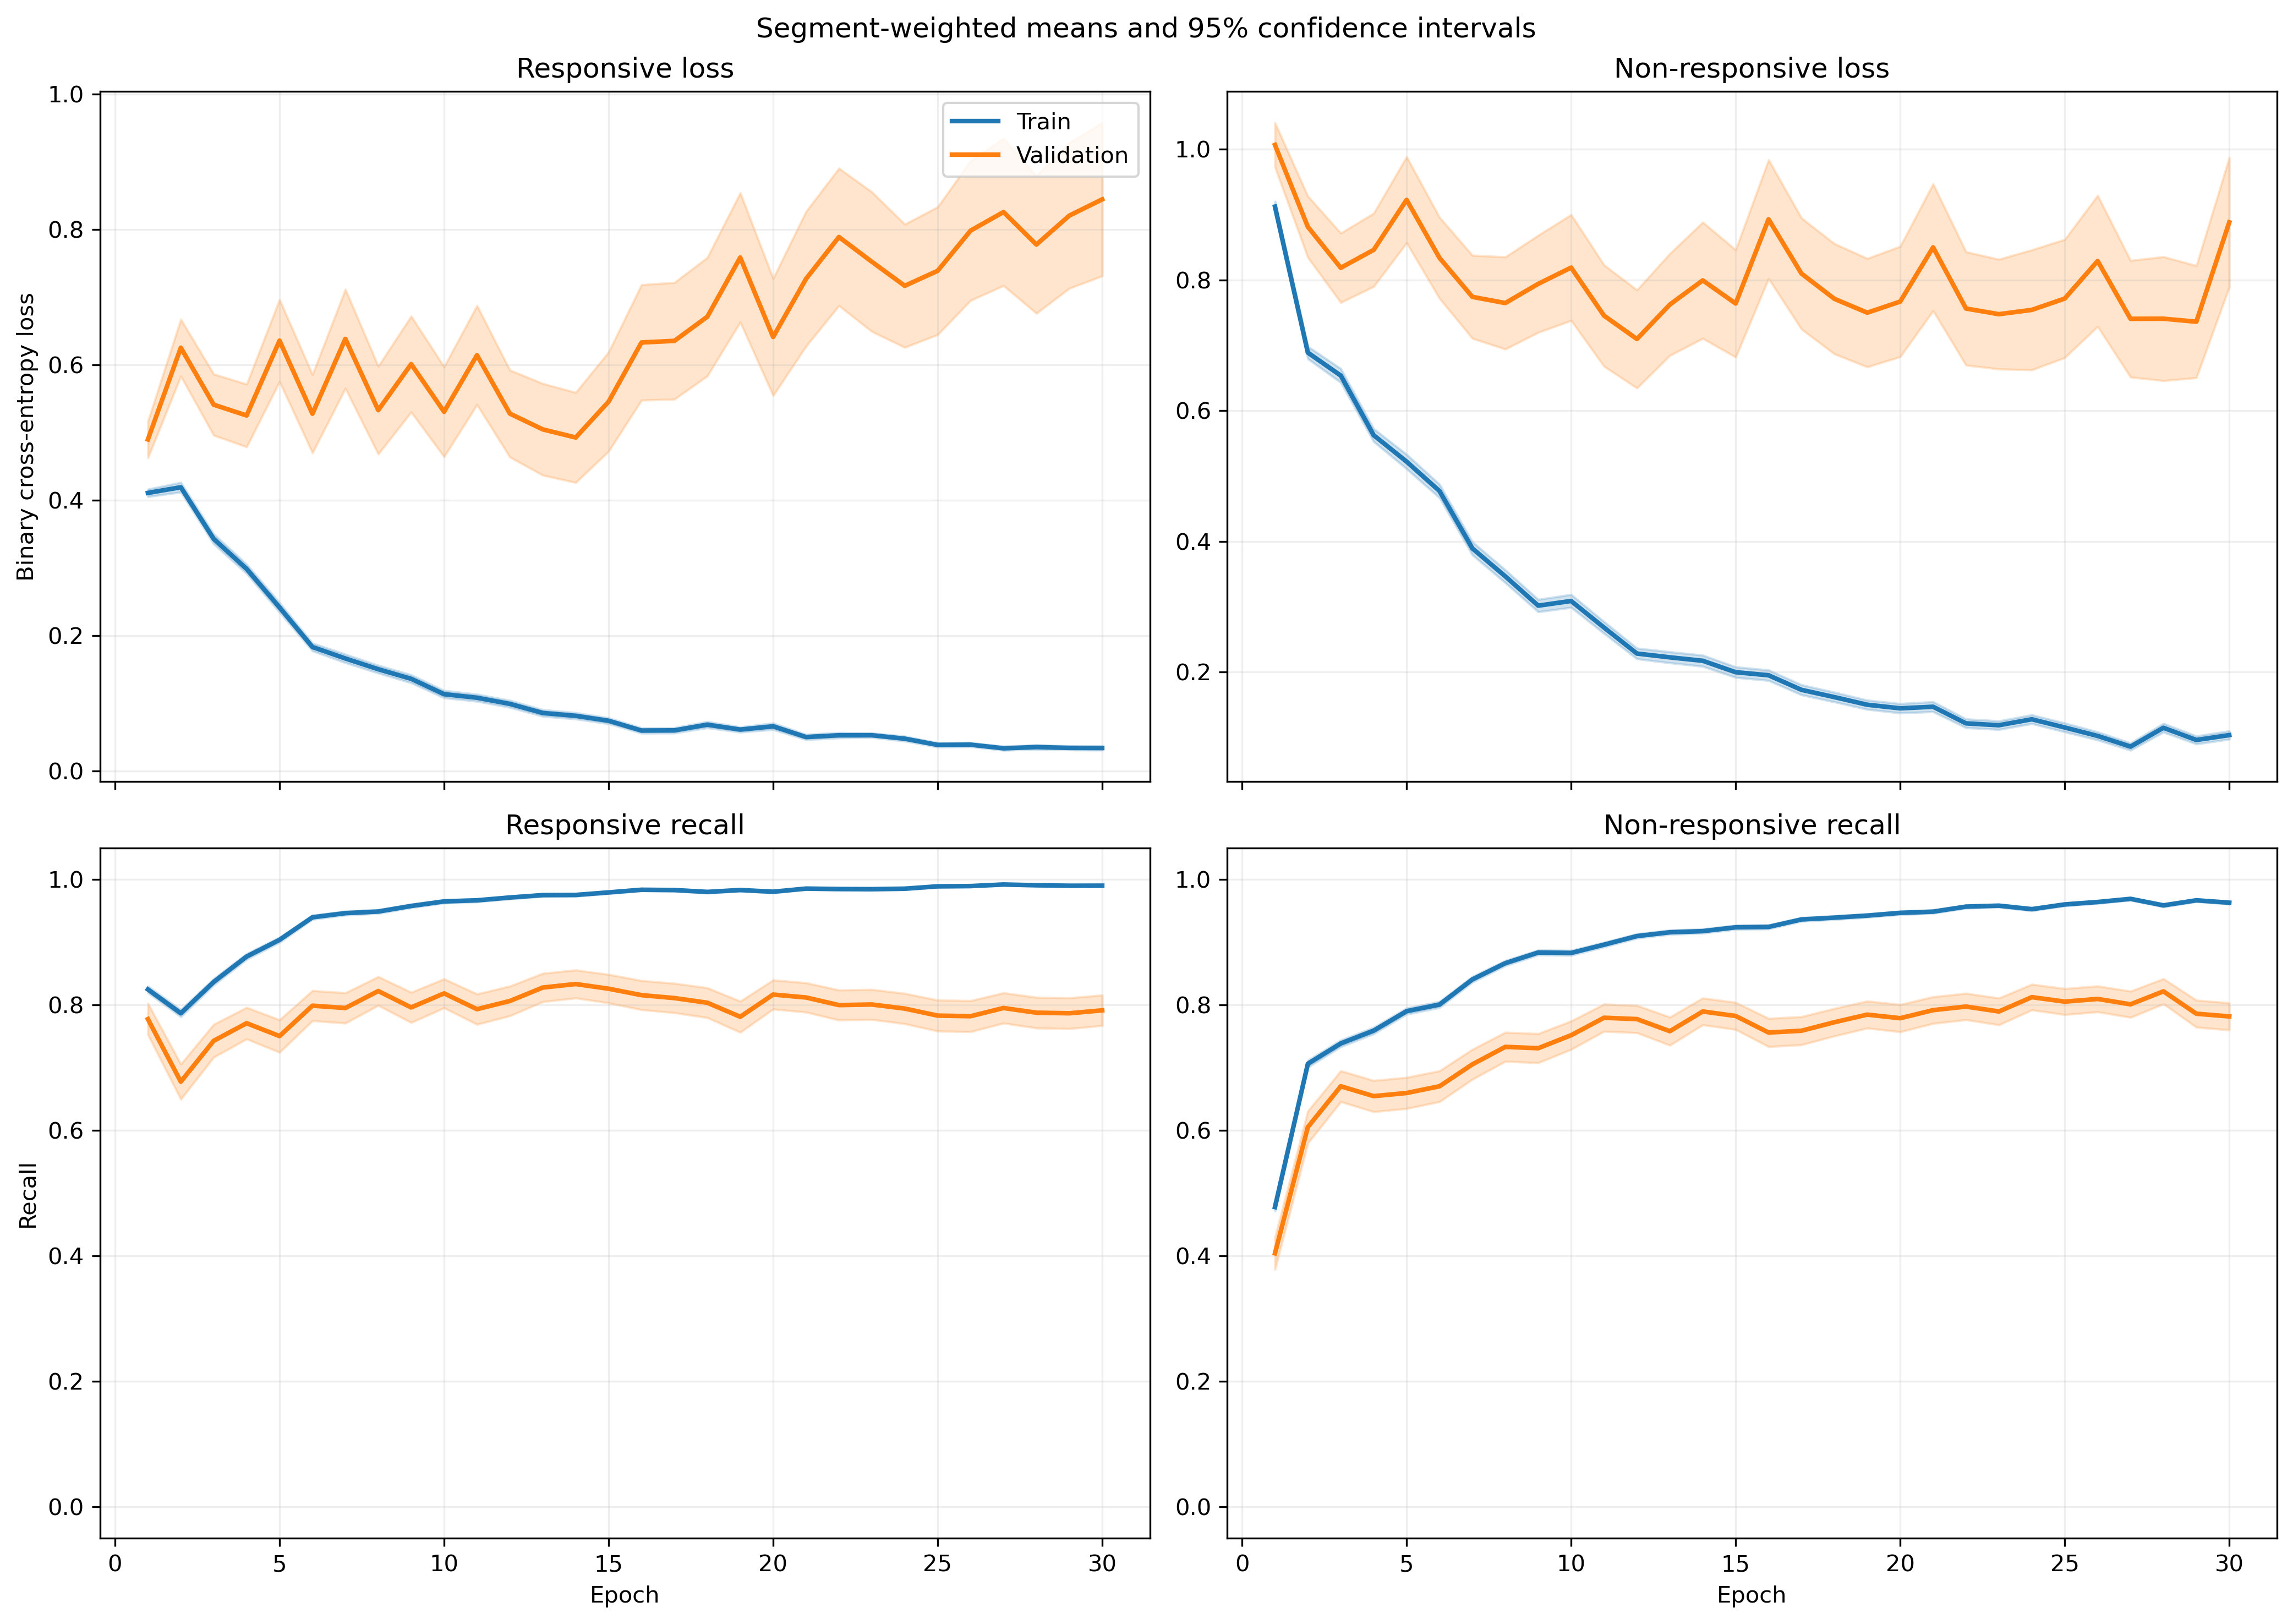 Segment-weighted means and 95% confidence intervals
Responsive loss
Non-responsive loss
Train
Validation
1.0
0.8
0.6
0.4
0.2
0.0
Binary cross-entropy loss
1.0
0.8
0.6
0.4
0.2
Responsive recall
Non-responsive recall
1.0
0.8
0.6
0.4
0.2
0.0
Recall
0 5 10 15 20 25 30
Epoch
1.0
0.8
0.6
0.4
0.2
0.0
0 5 10 15 20 25 30
Epoch